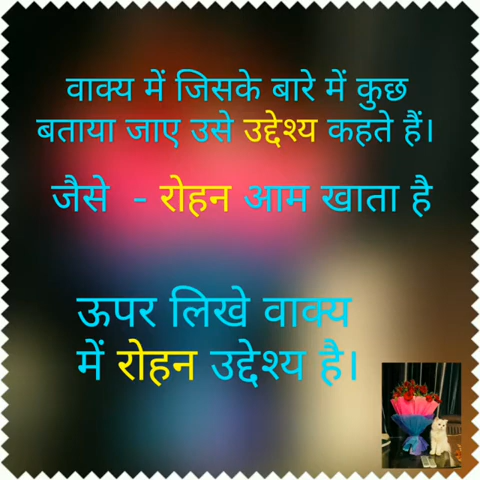 वाक्य में जिसके बारे में कुछ
बताया जाए उसे उद्देश्य कहते हैं।
जैसे - रोहन आम खाता है
ऊपर लिखे वाक्य
में रोहन उद्देश्य है।